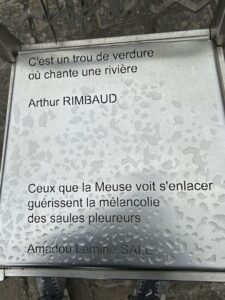 C'est un trou de verdure
où chante une rivière
Arthur RIMBAUD
Ceux que la Meuse voit s'enlacer
guérissent la mélancolie
des saules pleureurs
Amadou Lamine SALL